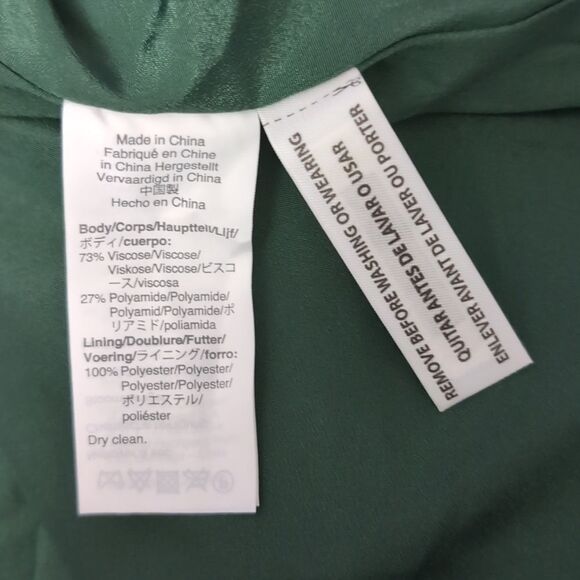 Made in China
Fabriqué en Chine
in China Hergestellt
Vervaardigd in China
中国製
Hecho en China
Body/Corps/Hauptteil/Lijf/
ボディ/cuerpo:
73% Viscose/Viscose/
Viskose/Viscose/ビスコ
ース/viscosa
27% Polyamide/Polyamide/
Polyamid/Polyamide/ポ
リアミド/poliamida
Lining/Doublure/Futter/
Voering/ライニング/forro:
100% Polyester/Polyester/
Polyester/Polyester/
ポリエステル/
poliéster
Dry clean.
REMOVE BEFORE WASHING OR WEARING
QUITAR ANTES DE LAVAR O USAR
ENLEVER AVANT DE LAVER OU PORTER